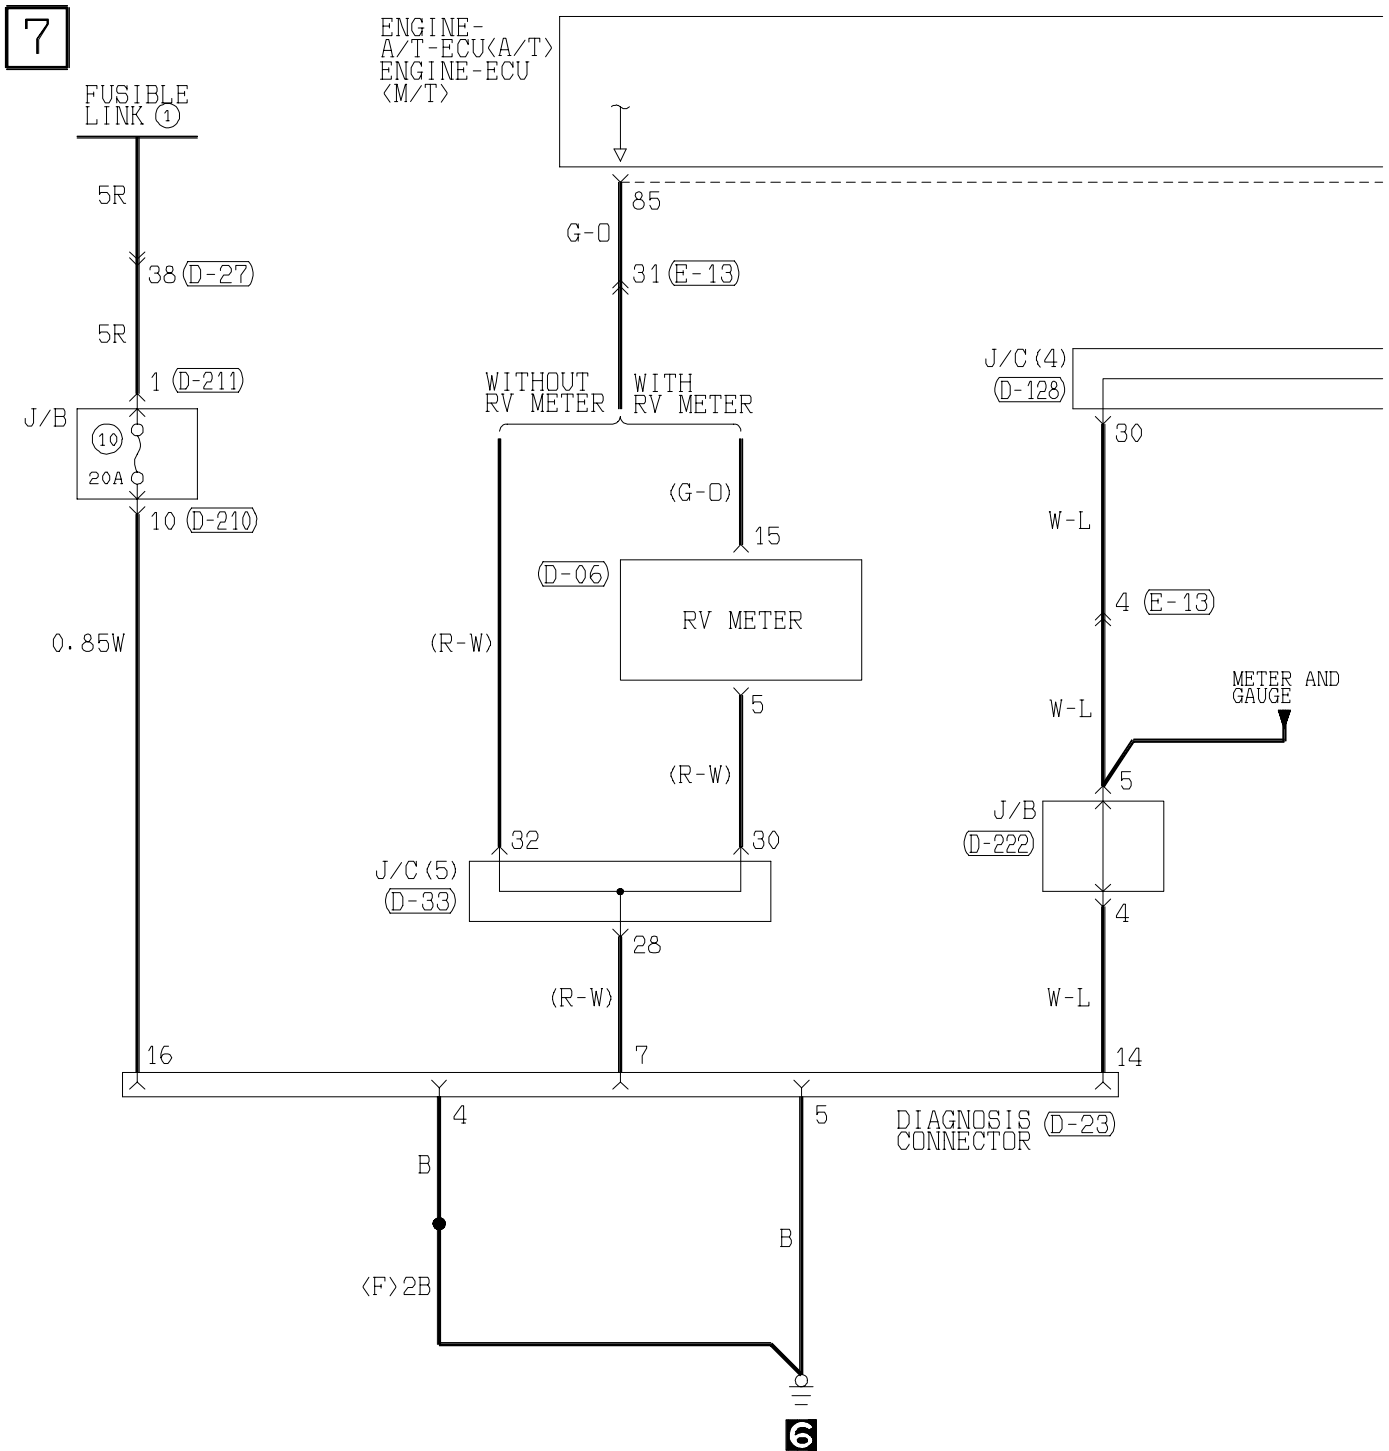 7
ENGINE-
A/T-ECU<A/T>
ENGINE-ECU
<M/T>
FUSIBLE
LINK ①
5R
85
G-O
38 (D-27)
31 (E-13)
5R
J/C(4)
(D-128)
1 (D-211)
WITHOUT
RV METER
WITH
RV METER
J/B
⑩
20A
30
(G-O)
10 (D-210)
W-L
15
(D-06)
RV METER
4 (E-13)
0.85W
(R-W)
METER AND
GAUGE
5
W-L
(R-W)
5
J/B
(D-222)
32
30
J/C(5)
(D-33)
4
28
(R-W)
W-L
16
7
14
4
5
DIAGNOSIS
CONNECTOR
(D-23)
B
B
<F>2B
6